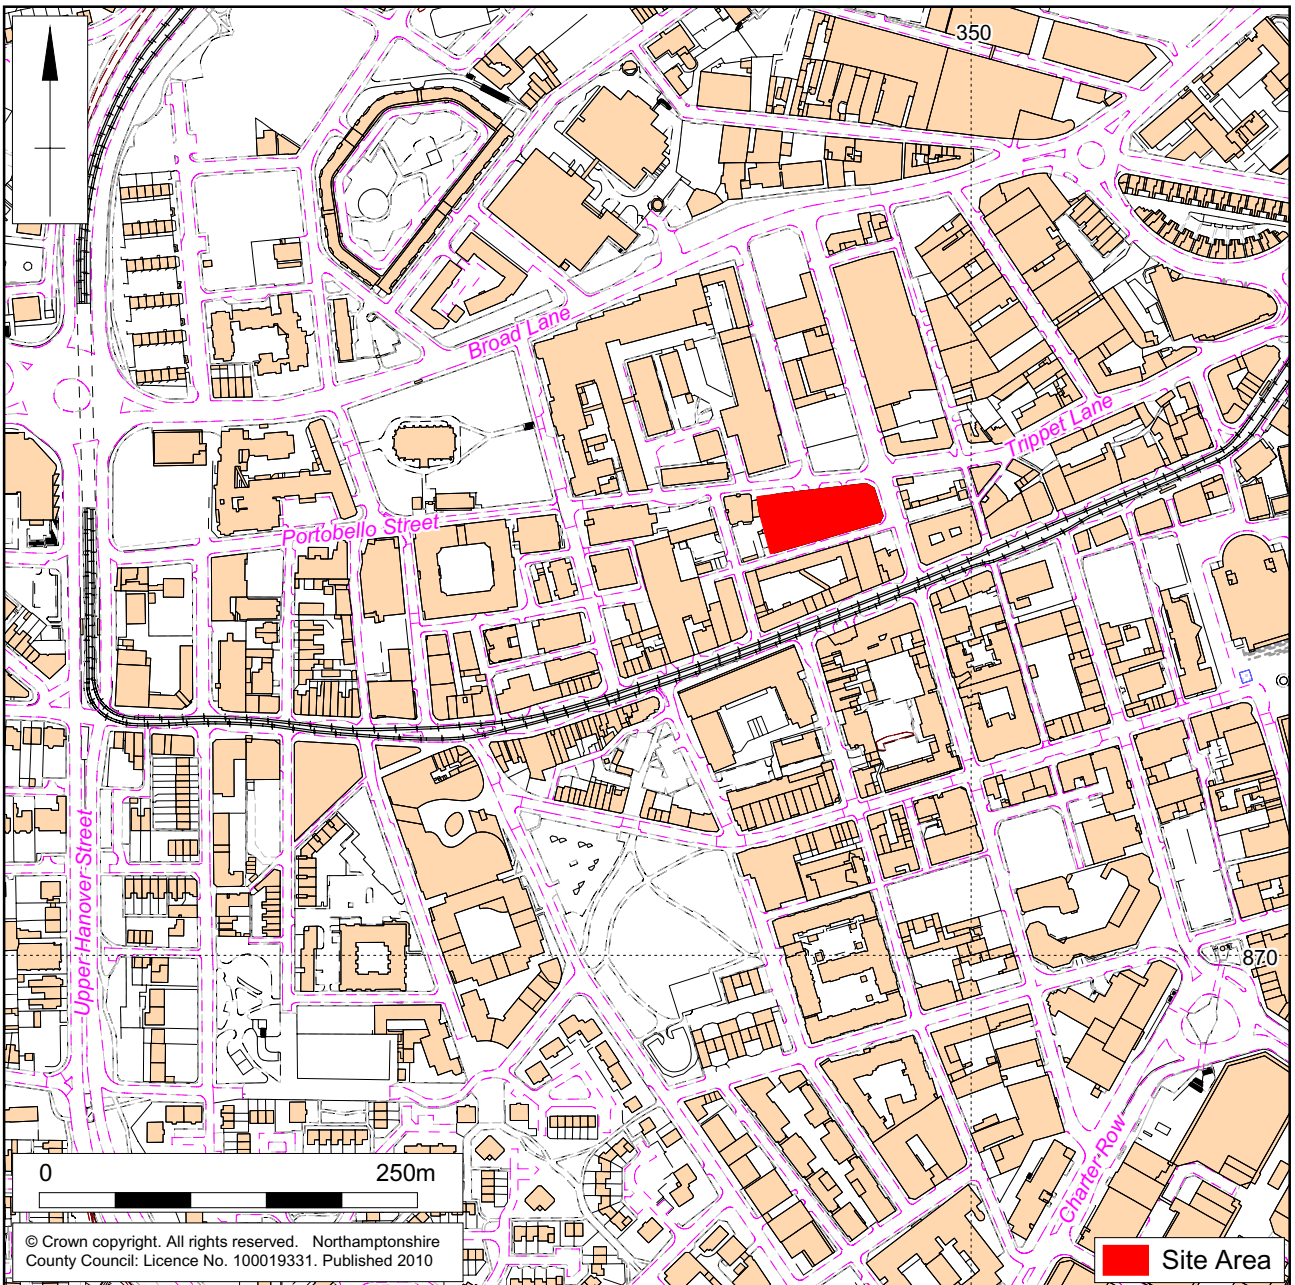 350
Broad Lane
Trippet Lane
Portobello Street
Upper Hanover Street
870
Charter Row
0 250m
© Crown copyright. All rights reserved. Northamptonshire
County Council: Licence No. 100019331. Published 2010
Site Area